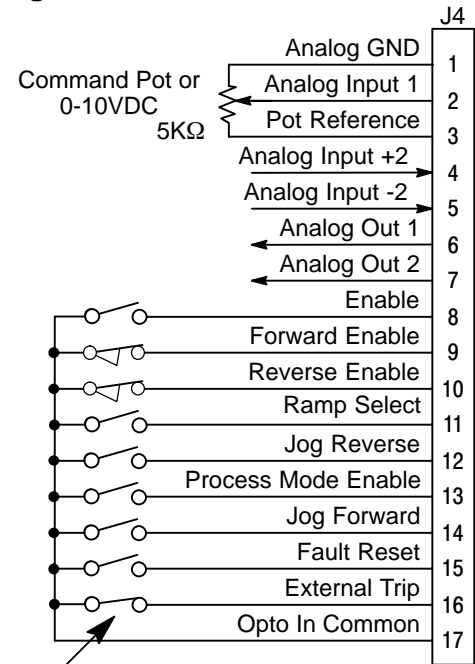 J4
Analog GND 1
Command Pot or
0-10VDC
5KΩ
Analog Input 1 2
Pot Reference 3
Analog Input +2 4
Analog Input -2 5
Analog Out 1 6
Analog Out 2 7
Enable 8
Forward Enable 9
Reverse Enable 10
Ramp Select 11
Jog Reverse 12
Process Mode Enable 13
Jog Forward 14
Fault Reset 15
External Trip 16
Opto In Common 17